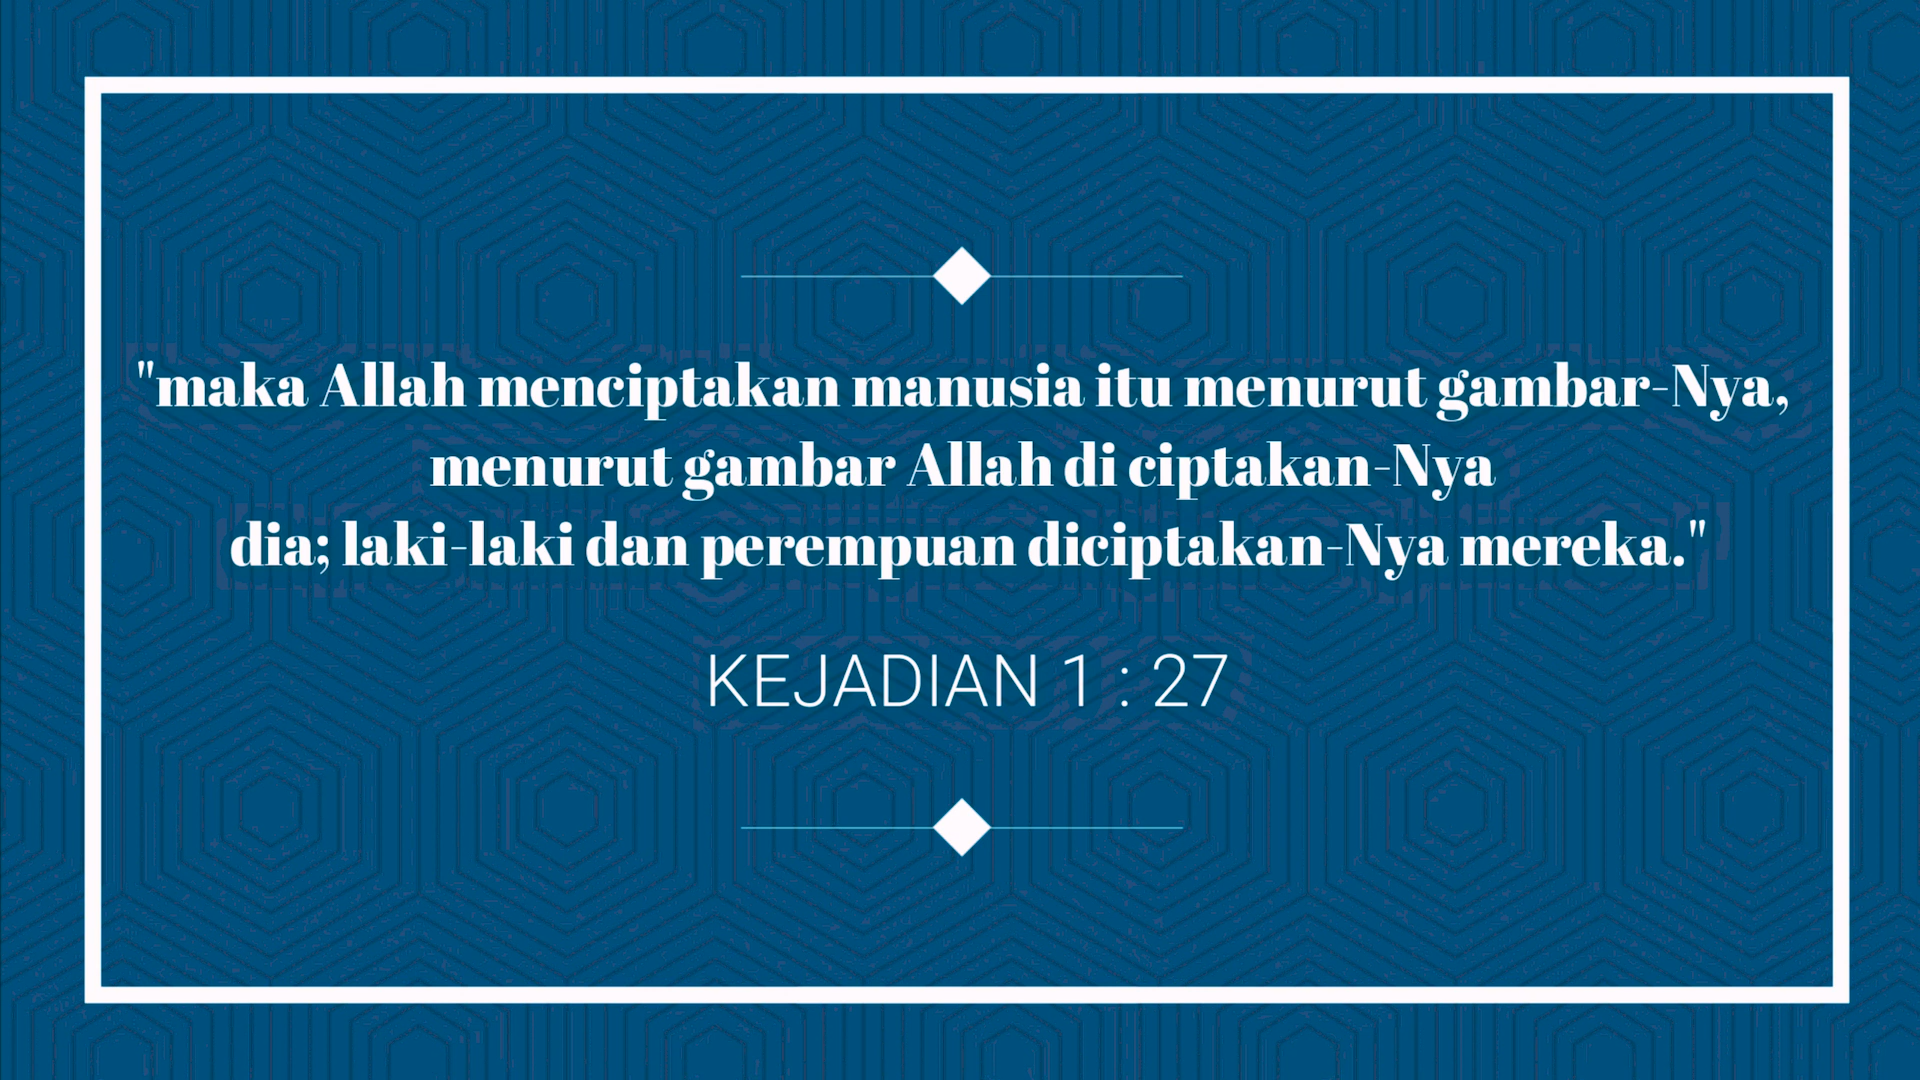 "maka Allah menciptakan manusia itu menurut gambar-Nya,
menurut gambar Allah di ciptakan-Nya
dia; laki-laki dan perempuan diciptakan-Nya mereka."
KEJADIAN 1 : 27